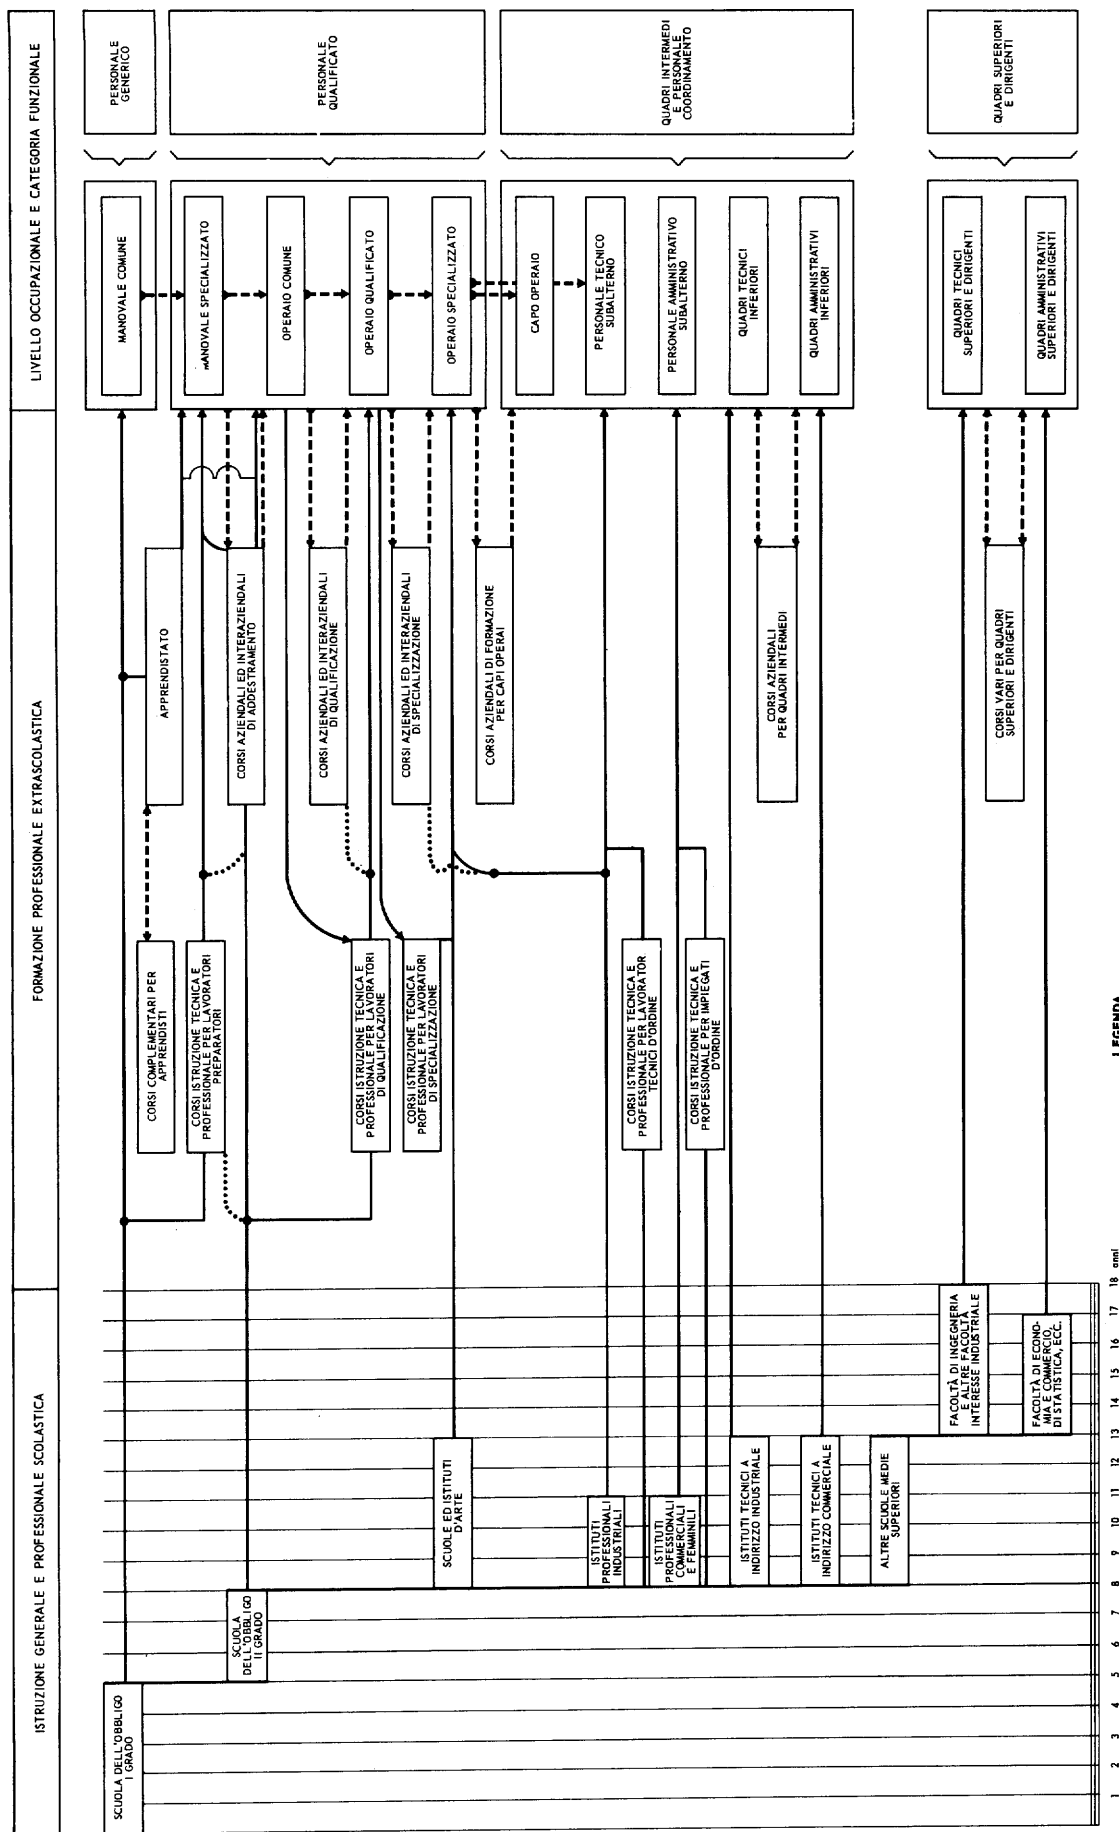 ISTRUZIONE GENERALE E PROFESSIONALE SCOLASTICA
FORMAZIONE PROFESSIONALE EXTRASCOLASTICA
LIVELLO OCCUPAZIONALE E CATEGORIA FUNZIONALE
SCUOLA DELL'OBBLIGO
I GRADO
SCUOLA
DELL'OBBLIGO
II GRADO
SCUOLE ED ISTITUTI
D'ARTE
ISTITUTI
PROFESSIONALI
INDUSTRIALI
ISTITUTI
PROFESSIONALI
COMMERCIALI
E FEMMINILI
ISTITUTI TECNICI A
INDIRIZZO INDUSTRIALE
ISTITUTI TECNICI A
INDIRIZZO COMMERCIALE
ALTRE SCUOLE MEDIE
SUPERIORI
FACOLTÀ DI INGEGNERIA
E ALTRE FACOLTÀ
INTERESSE INDUSTRIALE
FACOLTÀ DI ECONO-
MIA E COMMERCIO,
DI STATISTICA, ECC.
1 2 3 4 5 6 7 8 9 10 11 12 13 14 15 16 17 18 anni
CORSI COMPLEMENTARI PER
APPRENDISTI
CORSI ISTRUZIONE TECNICA E
PROFESSIONALE PER LAVORATORI
PREPARATORI
CORSI ISTRUZIONE TECNICA E
PROFESSIONALE PER LAVORATORI
DI QUALIFICAZIONE
CORSI ISTRUZIONE TECNICA E
PROFESSIONALE PER LAVORATORI
DI SPECIALIZZAZIONE
CORSI ISTRUZIONE TECNICA E
PROFESSIONALE PER LAVORATOR
TECNICI D'ORDINE
CORSI ISTRUZIONE TECNICA E
PROFESSIONALE PER IMPIEGATI
D'ORDINE
APPRENDISTATO
CORSI AZIENDALI ED INTERAZIENDALI
DI ADDESTRAMENTO
CORSI AZIENDALI ED INTERAZIENDALI
DI QUALIFICAZIONE
CORSI AZIENDALI ED INTERAZIENDALI
DI SPECIALIZZAZIONE
CORSI AZIENDALI DI FORMAZIONE
PER CAPI OPERAI
CORSI AZIENDALI
PER QUADRI INTERMEDI
CORSI VARI PER QUADRI
SUPERIORI E DIRIGENTI
MANOVALE COMUNE
MANOVALE SPECIALIZZATO
OPERAIO COMUNE
OPERAIO QUALIFICATO
OPERAIO SPECIALIZZATO
CAPO OPERAIO
PERSONALE TECNICO
SUBALTERNO
PERSONALE AMMINISTRATIVO
SUBALTERNO
QUADRI TECNICI
INFERIORI
QUADRI AMMINISTRATIVI
INFERIORI
QUADRI TECNICI
SUPERIORI E DIRIGENTI
QUADRI AMMINISTRATIVI
SUPERIORI E DIRIGENTI
PERSONALE
GENERICO
PERSONALE
QUALIFICATO
QUADRI INTERMEDI
E PERSONALE
COORDINAMENTO
QUADRI SUPERIORI
E DIRIGENTI
LEGENDA